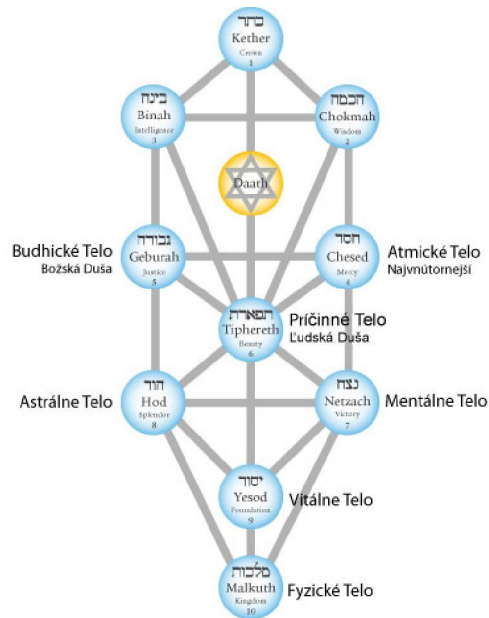 כתר
Kether
Crown
1
בינה
Binah
Intelligence
3
חכמה
Chokmah
Wisdom
2
Daath
Budhické Telo
Božská Duša
גבורה
Geburah
Justice
5
חסד
Chesed
Mercy
4
Atmické Telo
Najvnútornejší
תפארת
Tiphereth
Beauty
6
Príčinné Telo
Ľudská Duša
Astrálne Telo
הוד
Hod
Splendor
8
נצח
Netzach
Victory
7
Mentálne Telo
יסוד
Yesod
Foundation
9
Vitálne Telo
מלכות
Malkuth
Kingdom
10
Fyzické Telo